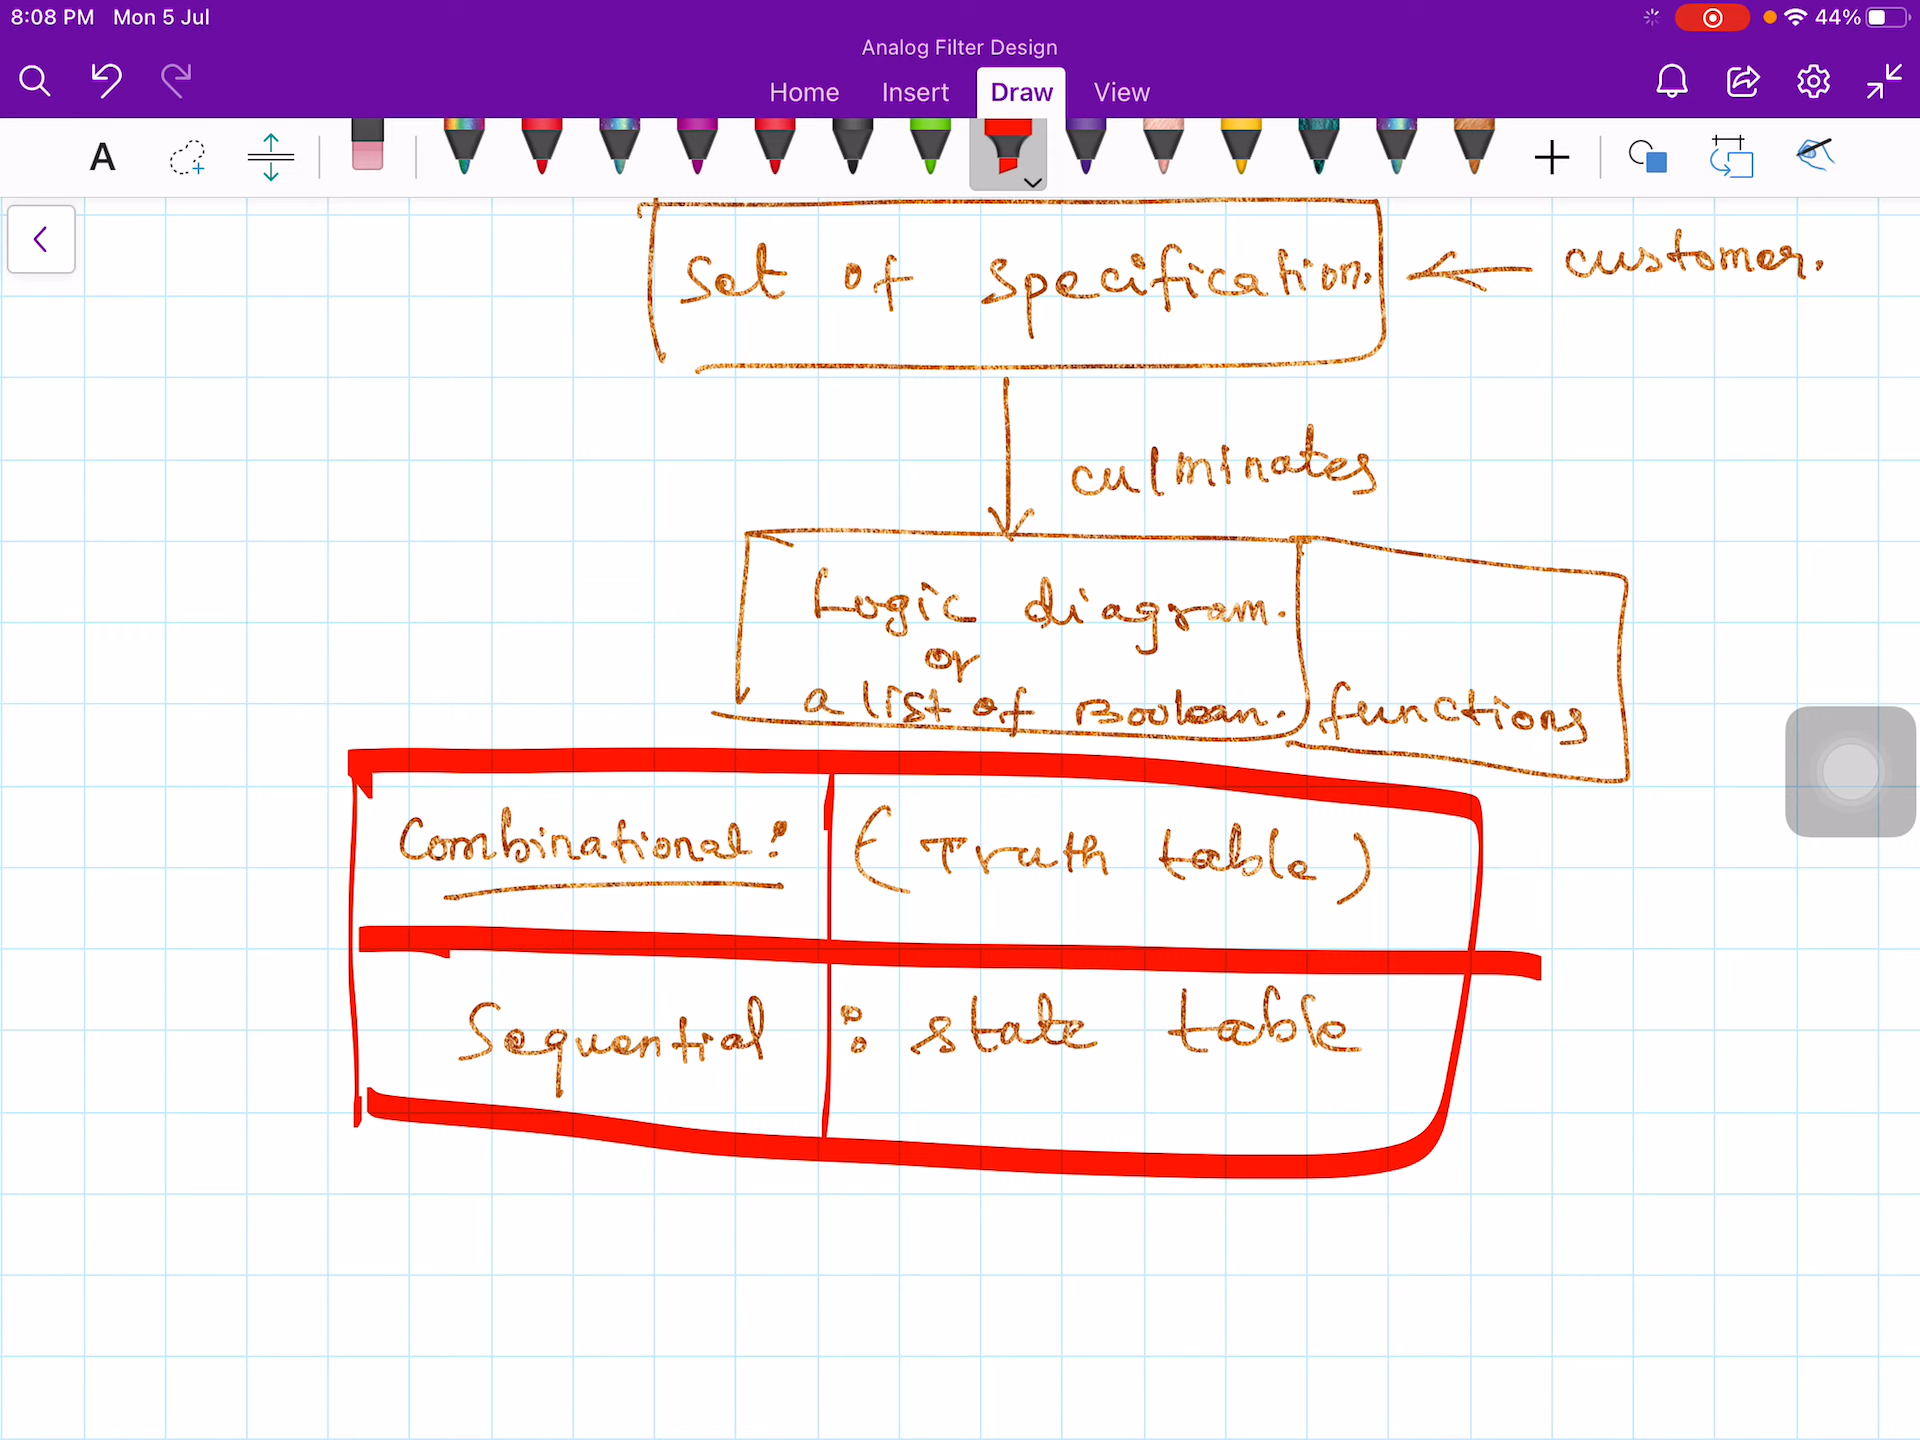 8:08 PM Mon 5 Jul
44%
Analog Filter Design
Home Insert Draw View
A
Set of specification. ← customer.
culminates
Logic diagram.
or
a list of Boolean. functions
Combinational: (Truth table)
Sequential : state table